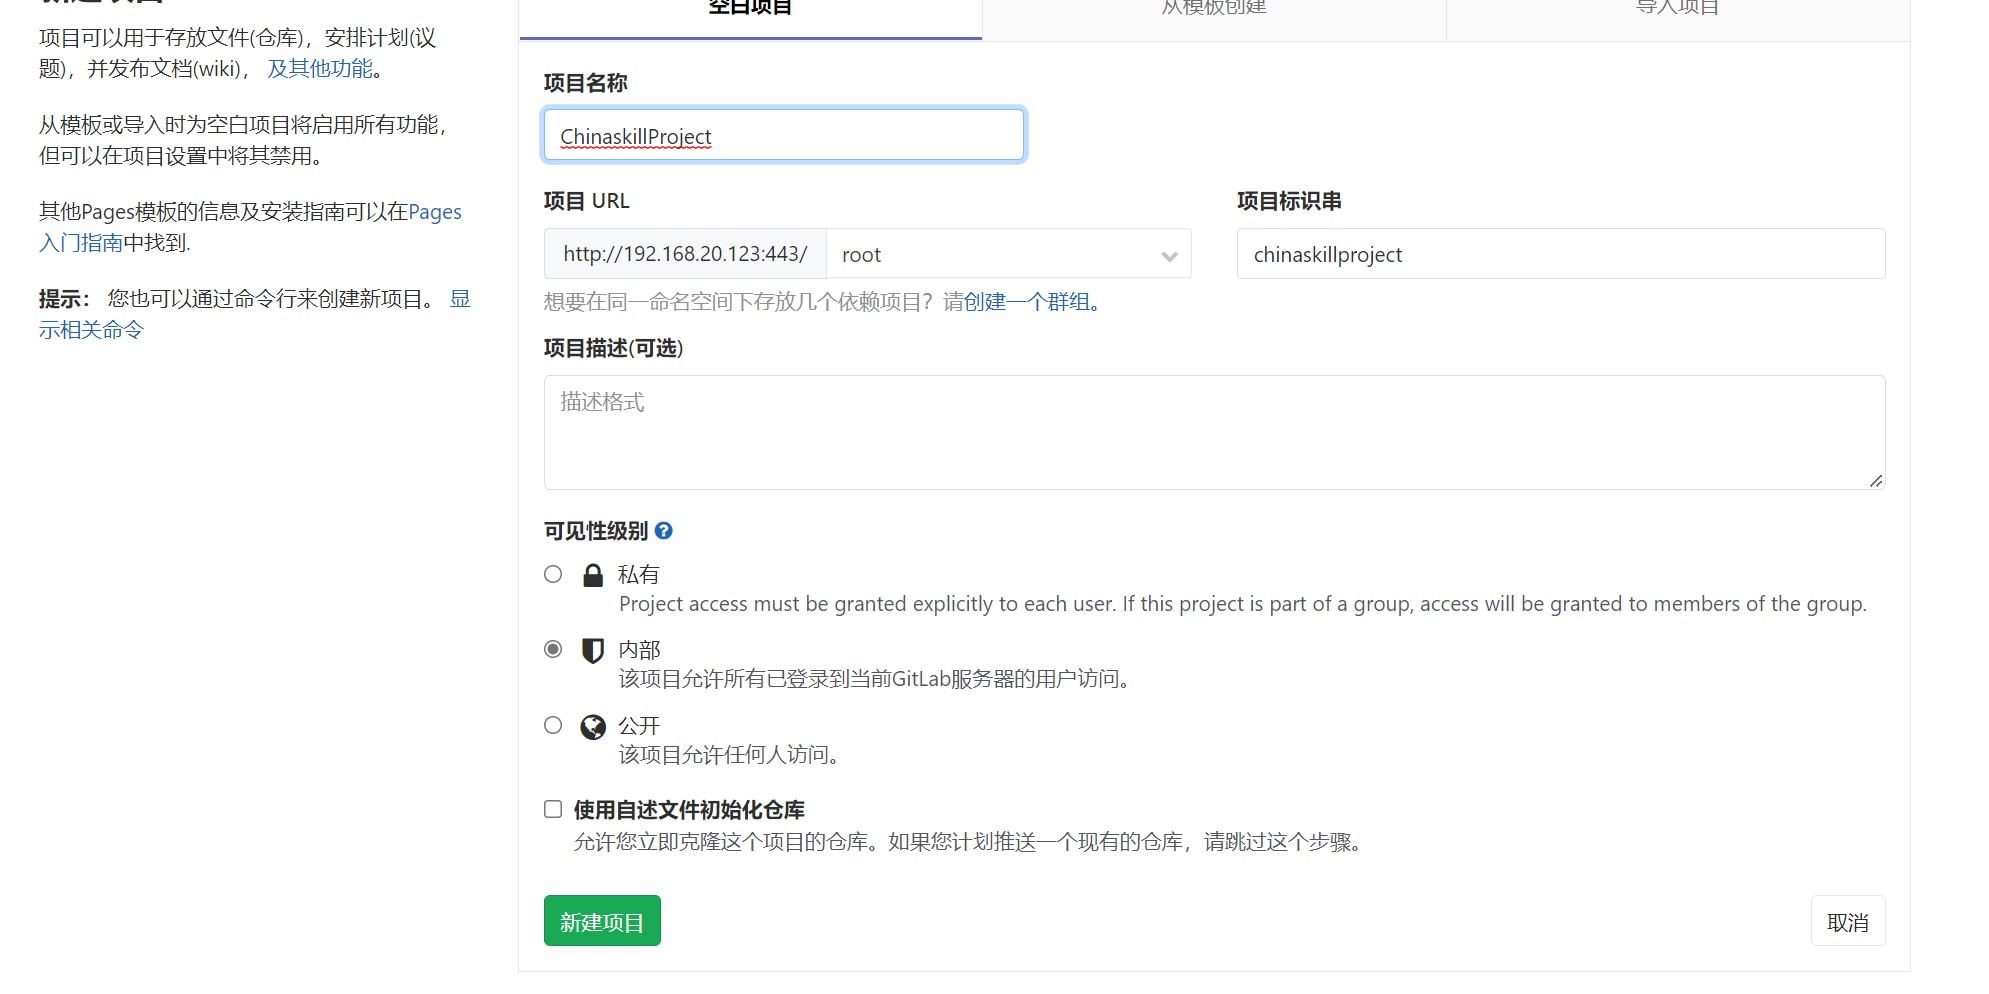 项目可以用于存放文件(仓库)，安排计划(议
题)，并发布文档(wiki)， 及其他功能。
从模板或导入时为空白项目将启用所有功能，
但可以在项目设置中将其禁用。
其他Pages模板的信息及安装指南可以在Pages
入门指南中找到.
提示： 您也可以通过命令行来创建新项目。 显
示相关命令
空白项目
从模板创建
导入项目
项目名称
ChinaskillProject
项目 URL
项目标识串
http://192.168.20.123:443/
root
chinaskillproject
想要在同一命名空间下存放几个依赖项目？请创建一个群组。
项目描述(可选)
描述格式
可见性级别
私有
Project access must be granted explicitly to each user. If this project is part of a group, access will be granted to members of the group.
内部
该项目允许所有已登录到当前GitLab服务器的用户访问。
公开
该项目允许任何人访问。
使用自述文件初始化仓库
允许您立即克隆这个项目的仓库。如果您计划推送一个现有的仓库，请跳过这个步骤。
新建项目
取消